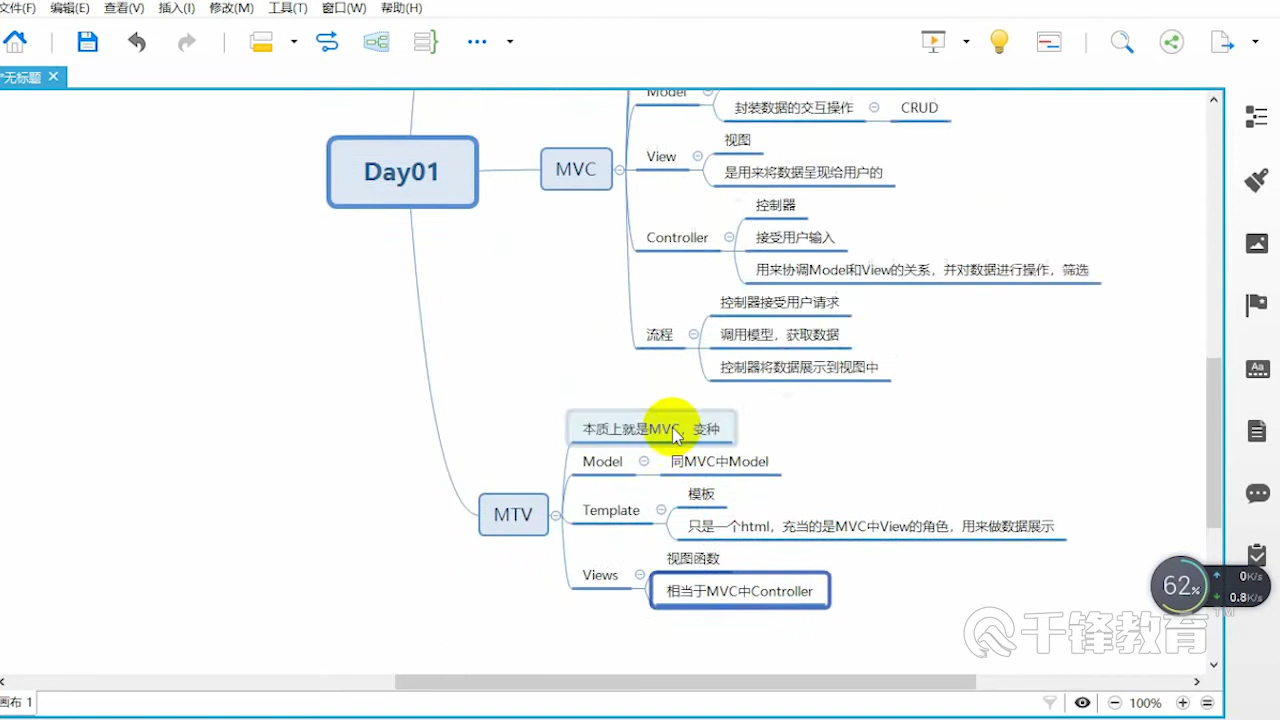 文件(F) 编辑(E) 查看(V) 插入(I) 修改(M) 工具(T) 窗口(W) 帮助(H)
*无标题
Model
封装数据的交互操作 CRUD
视图
View
是用来将数据呈现给用户的
Day01
MVC
控制器
Controller
接受用户输入
用来协调Model和View的关系，并对数据进行操作，筛选
控制器接受用户请求
流程
调用模型，获取数据
控制器将数据展示到视图中
本质上就是MVC，变种
Model 同MVC中Model
模板
Template
只是一个html，充当的是MVC中View的角色，用来做数据展示
MTV
视图函数
Views
相当于MVC中Controller
62%
0K/s
0.8K/s
千锋教育 TM
画布 1
100%
Aa